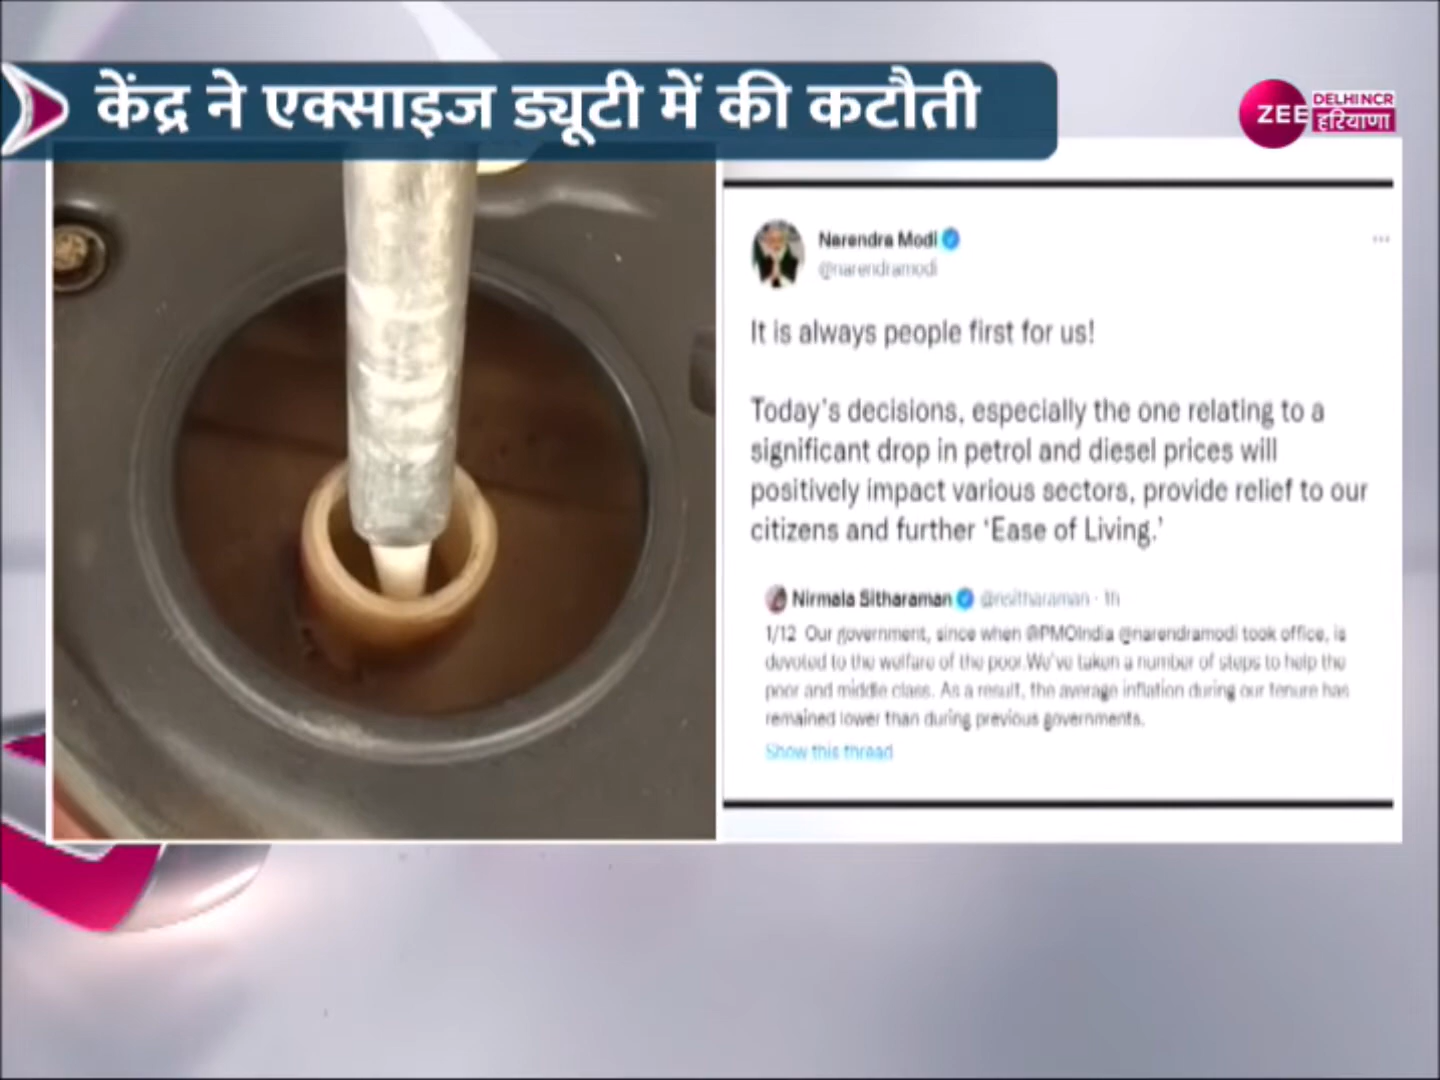 केंद्र ने एक्साइज ड्यूटी में की कटौती
ZEE DELHI NCR
हरियाणा
Narendra Modi
@narendramodi
It is always people first for us!
Today's decisions, especially the one relating to a
significant drop in petrol and diesel prices will
positively impact various sectors, provide relief to our
citizens and further ‘Ease of Living.’
Nirmala Sitharaman @nsitharaman · 1h
1/12 Our government, since when @PMOIndia @narendramodi took office, is
devoted to the welfare of the poor.We've taken a number of steps to help the
poor and middle class. As a result, the average inflation during our tenure has
remained lower than during previous governments.
Show this thread